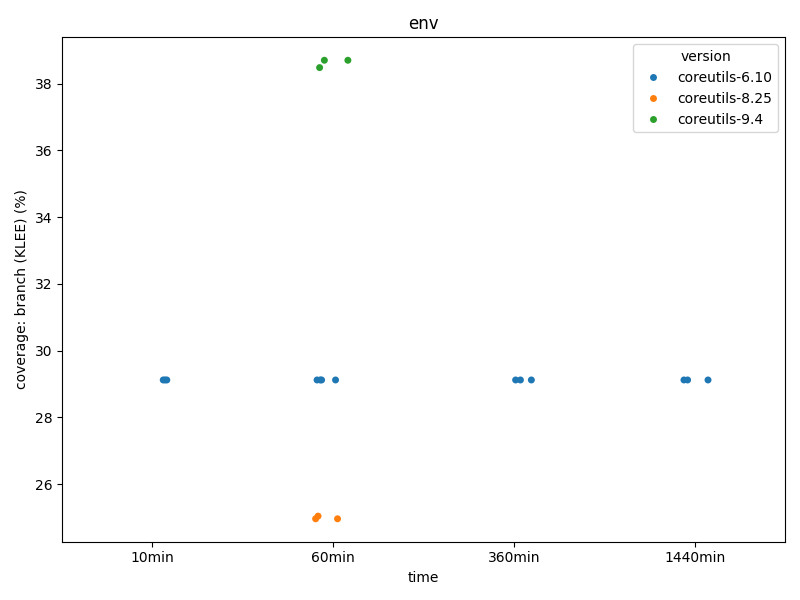 env
version
coreutils-6.10
coreutils-8.25
coreutils-9.4
coverage: branch (KLEE) (%)
38
36
34
32
30
28
26
10min
60min
360min
1440min
time